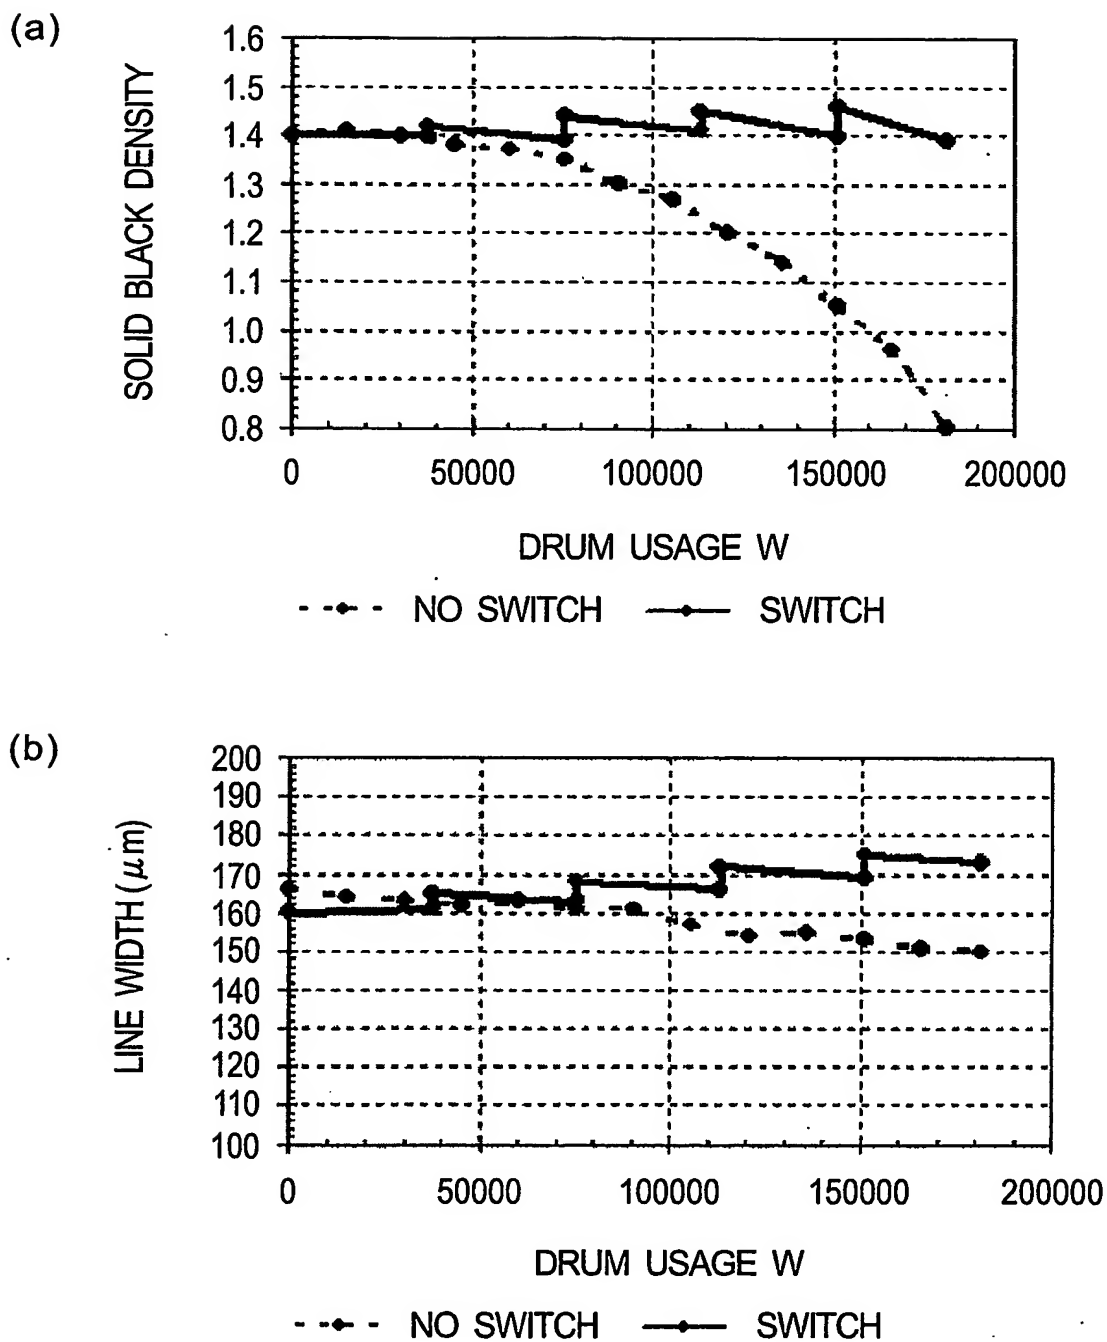 (a)
SOLID BLACK DENSITY
1.6
1.5
1.4
1.3
1.2
1.1
1.0
0.9
0.8
0 50000 100000 150000 200000
DRUM USAGE W
NO SWITCH SWITCH
(b)
LINE WIDTH (μm)
200
190
180
170
160
150
140
130
120
110
100
0 50000 100000 150000 200000
DRUM USAGE W
NO SWITCH SWITCH